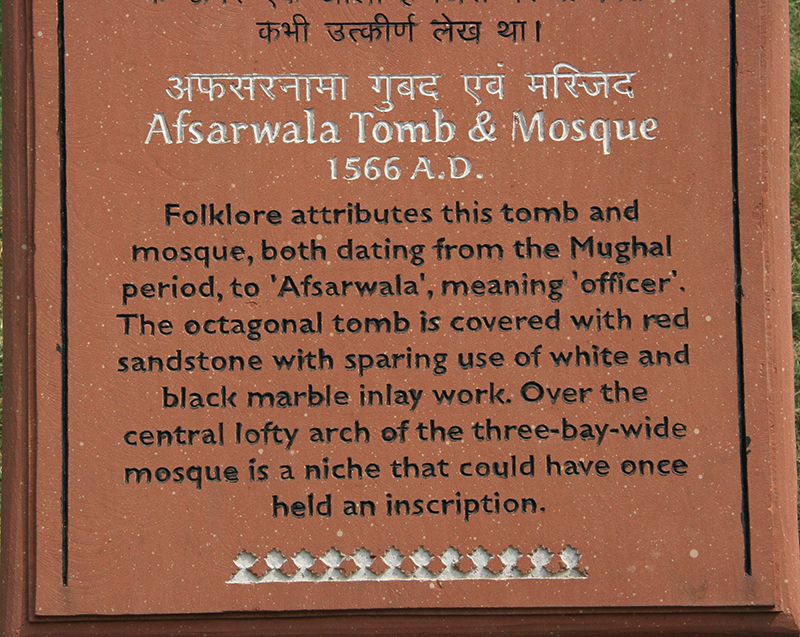 कभी उत्कीर्ण लेख था।
अफसरनामा गुबद एवं मस्जिद
Afsarwala Tomb & Mosque
1566 A.D.
Folklore attributes this tomb and
mosque, both dating from the Mughal
period, to 'Afsarwala', meaning 'officer'.
The octagonal tomb is covered with red
sandstone with sparing use of white and
black marble inlay work. Over the
central lofty arch of the three-bay-wide
mosque is a niche that could have once
held an inscription.